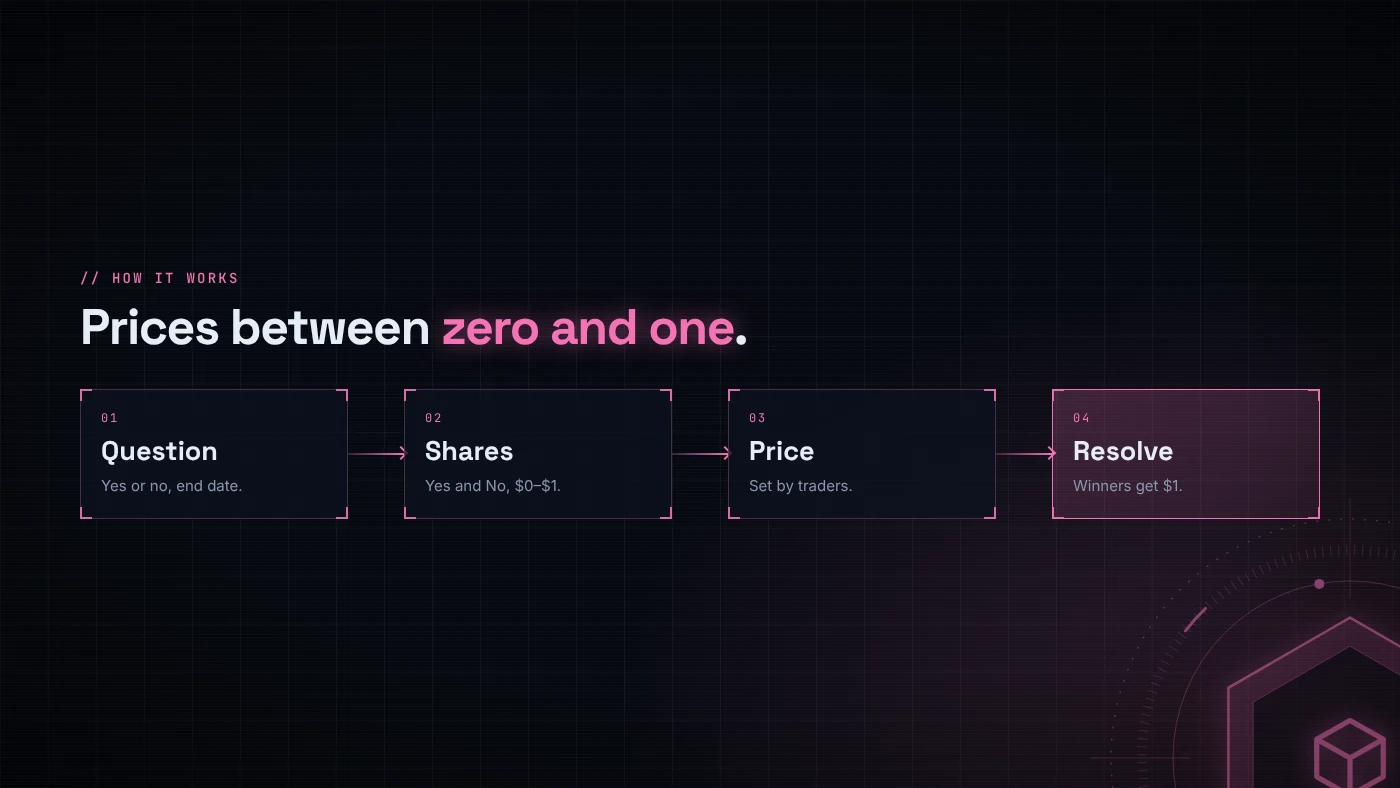 // HOW IT WORKS
Prices between zero and one.
01
Question
Yes or no, end date.
02
Shares
Yes and No, $0–$1.
03
Price
Set by traders.
04
Resolve
Winners get $1.